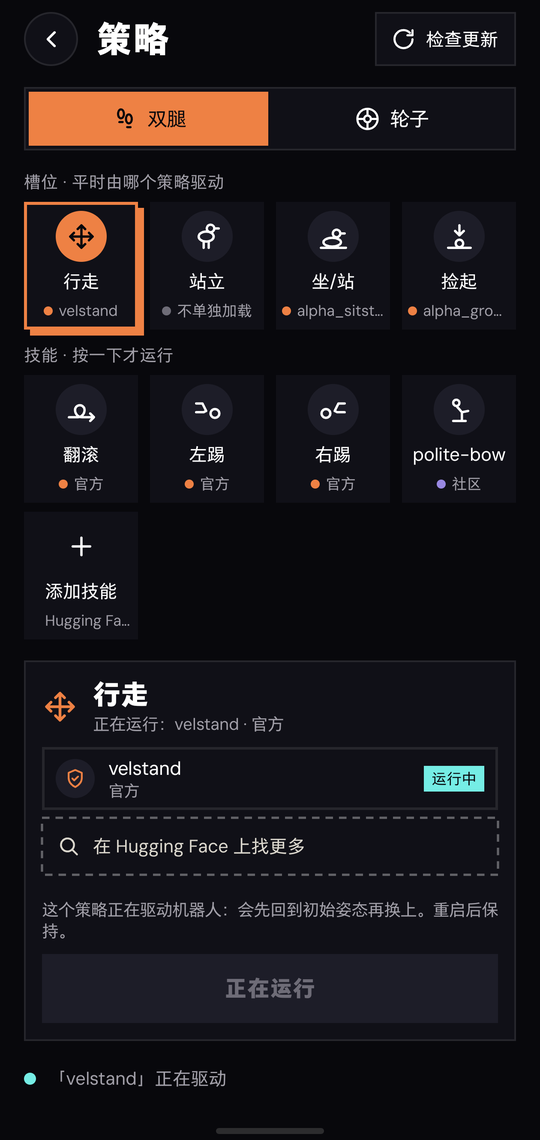 策略
检查更新
双腿
轮子
槽位 · 平时由哪个策略驱动
行走
velstand
站立
不单独加载
坐/站
alpha_sitst...
捡起
alpha_gro...
技能 · 按一下才运行
翻滚
官方
左踢
官方
右踢
官方
polite-bow
社区
添加技能
Hugging Fa...
行走
正在运行：velstand · 官方
velstand
官方
运行中
在 Hugging Face 上找更多
这个策略正在驱动机器人：会先回到初始姿态再换上。重启后保
持。
正在运行
「velstand」正在驱动